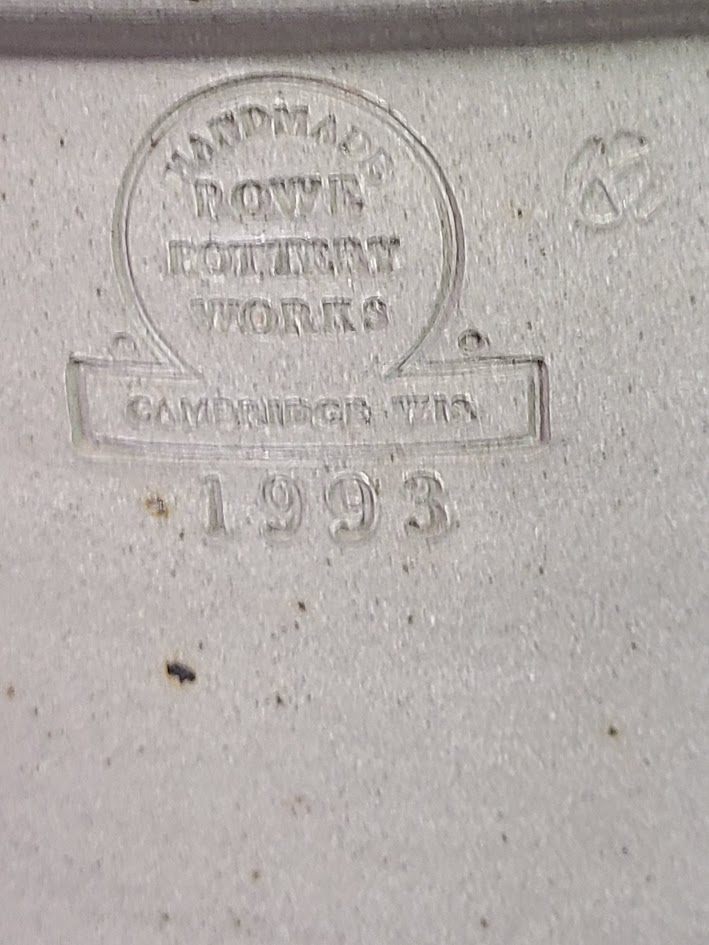 HANDMADE
ROWE
POTTERY
WORKS
CAMBRIDGE WIS.
1993